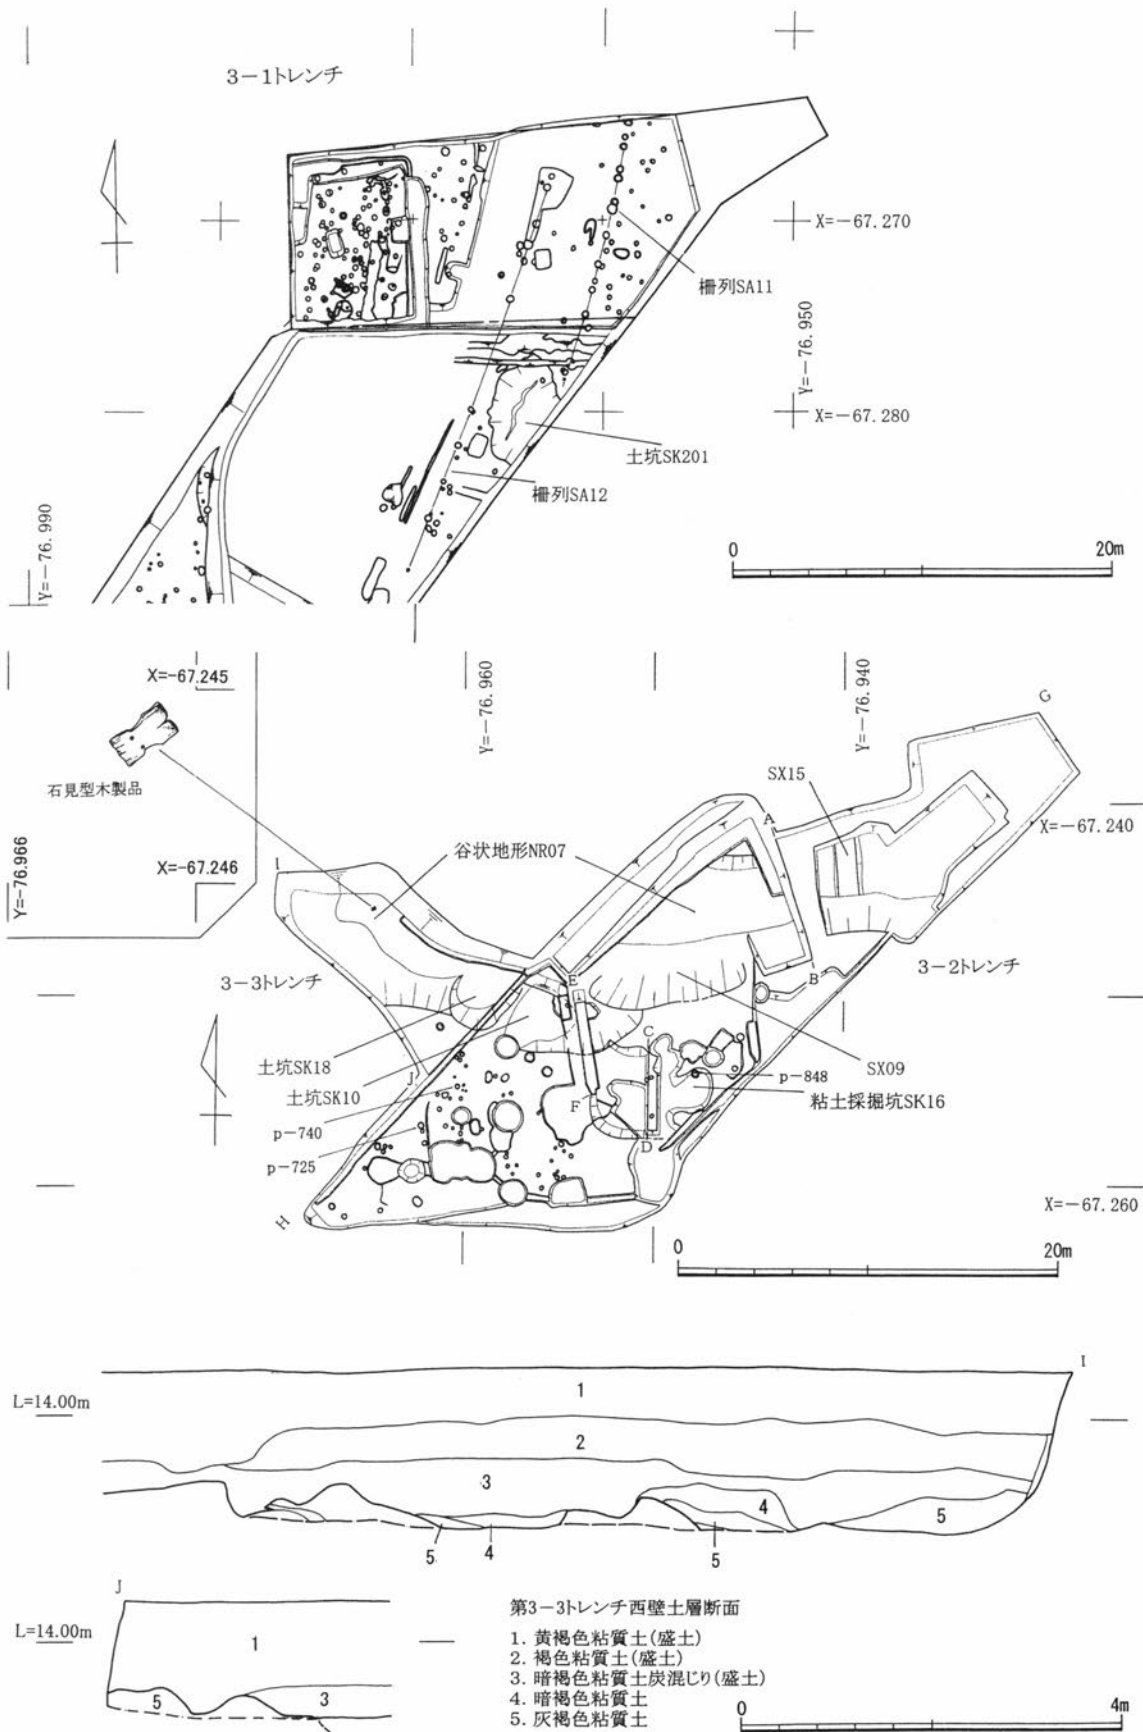 3-1トレンチ
X=-67.270
柵列SA11
Y=-76.950
X=-67.280
土坑SK201
柵列SA12
Y=-76.990
0 20m
X=-67.245
石見型木製品
Y=-76.966
X=-67.246
Y=-76.960
Y=-76.940
G
SX15
A
X=-67.240
谷状地形NR07
I
3-3トレンチ
E
B
3-2トレンチ
C
土坑SK18
J
SX09
土坑SK10
p-848
F
粘土採掘坑SK16
p-740
D
p-725
H
X=-67.260
0 20m
I
L=14.00m
1
2
3
4
5
5 4 5
J
L=14.00m
1
5 3
第3-3トレンチ西壁土層断面
1. 黄褐色粘質土(盛土)
2. 褐色粘質土(盛土)
3. 暗褐色粘質土炭混じり(盛土)
4. 暗褐色粘質土
5. 灰褐色粘質土
0 4m